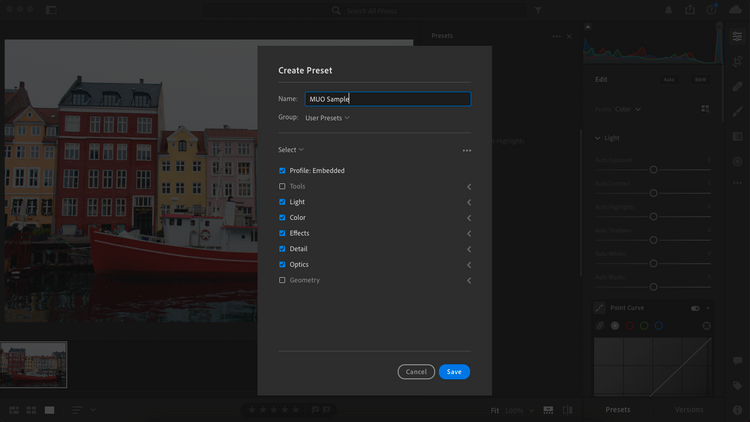 Search All Photos
Presets
Create Preset
Name: MUO Sample
Group: User Presets
Select
Profile: Embedded
Tools
Light
Color
Effects
Detail
Optics
Geometry
Cancel Save
Edit Auto B&W
Profile Color
Light
Point Curve
Fit 100%
Presets Versions